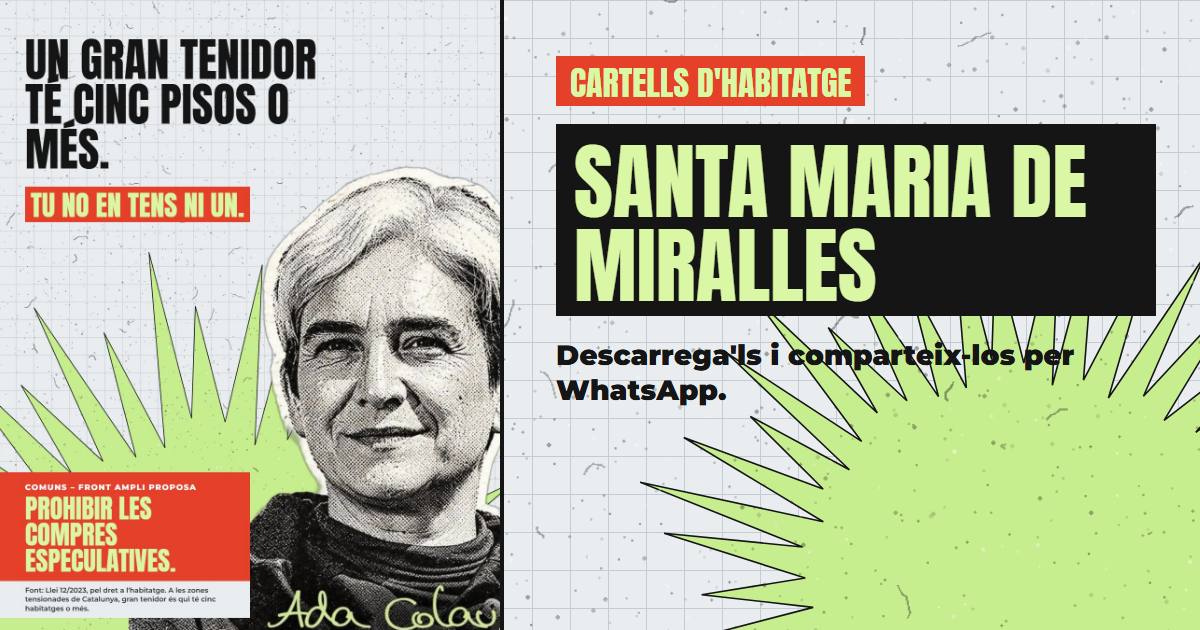 UN GRAN TENIDOR
TÉ CINC PISOS O
MÉS.
TU NO EN TENS NI UN.
COMUNS – FRONT AMPLI PROPOSA
PROHIBIR LES
COMPRES
ESPECULATIVES.
Font: Llei 12/2023, pel dret a l'habitatge. A les zones
tensionades de Catalunya, gran tenidor és qui té cinc
habitatges o més.
Ada Colau
CARTELLS D'HABITATGE
SANTA MARIA DE
MIRALLES
Descarrega'ls i comparteix-los per
WhatsApp.